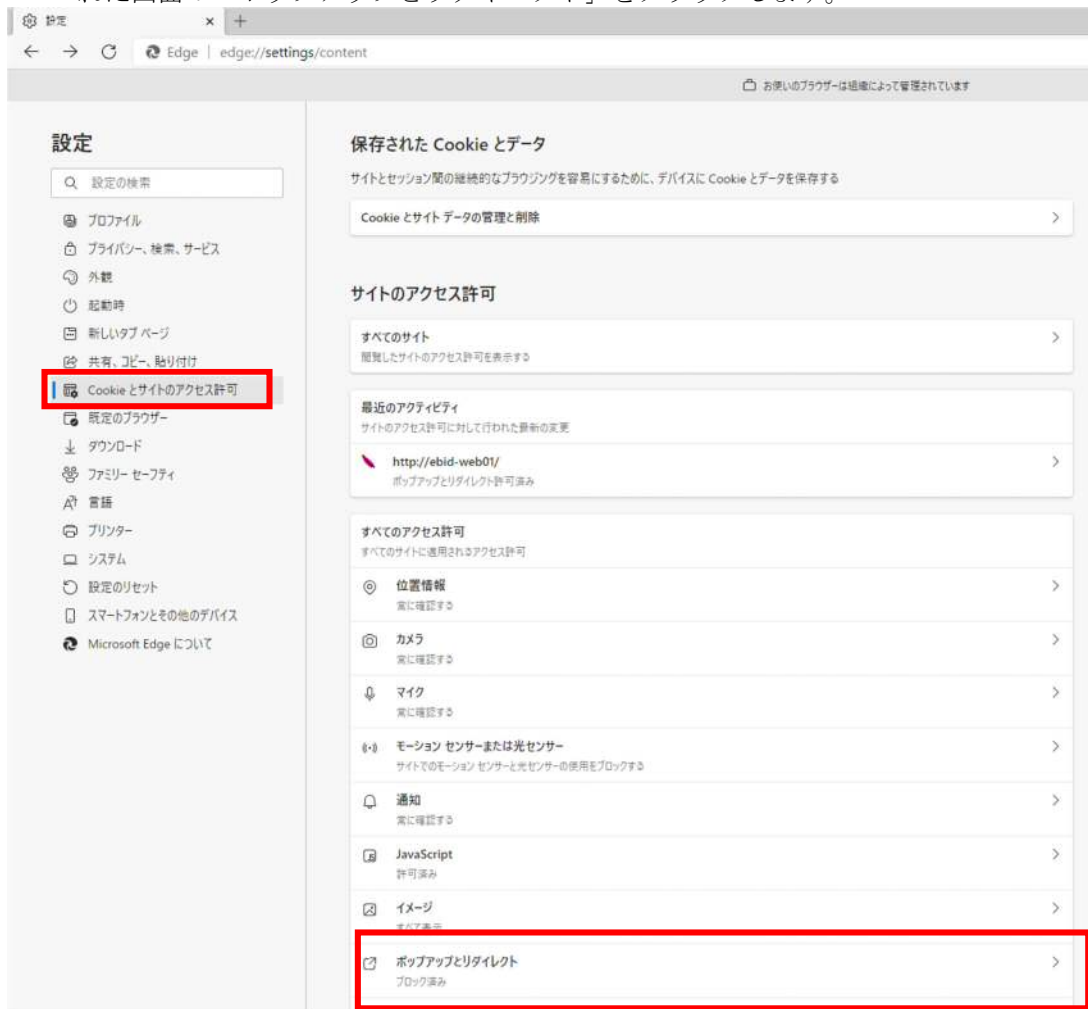 設定
Edge | edge://settings/content
お使いのブラウザーは組織によって管理されています
設定
設定の検索
プロファイル
プライバシー、検索、サービス
外観
起動時
新しいタブ ページ
共有、コピー、貼り付け
Cookie とサイトのアクセス許可
既定のブラウザー
ダウンロード
ファミリー セーフティ
言語
プリンター
システム
設定のリセット
スマートフォンとその他のデバイス
Microsoft Edge について
保存された Cookie とデータ
サイトとセッション間の継続的なブラウジングを容易にするために、デバイスに Cookie とデータを保存する
Cookie とサイト データの管理と削除
サイトのアクセス許可
すべてのサイト
閲覧したサイトのアクセス許可を表示する
最近のアクティビティ
サイトのアクセス許可に対して行われた最新の変更
http://ebid-web01/
ポップアップとリダイレクト許可済み
すべてのアクセス許可
すべてのサイトに適用されるアクセス許可
位置情報
常に確認する
カメラ
常に確認する
マイク
常に確認する
モーション センサーまたは光センサー
サイトでのモーション センサーと光センサーの使用をブロックする
通知
常に確認する
JavaScript
許可済み
イメージ
すべて表示
ポップアップとリダイレクト
ブロック済み